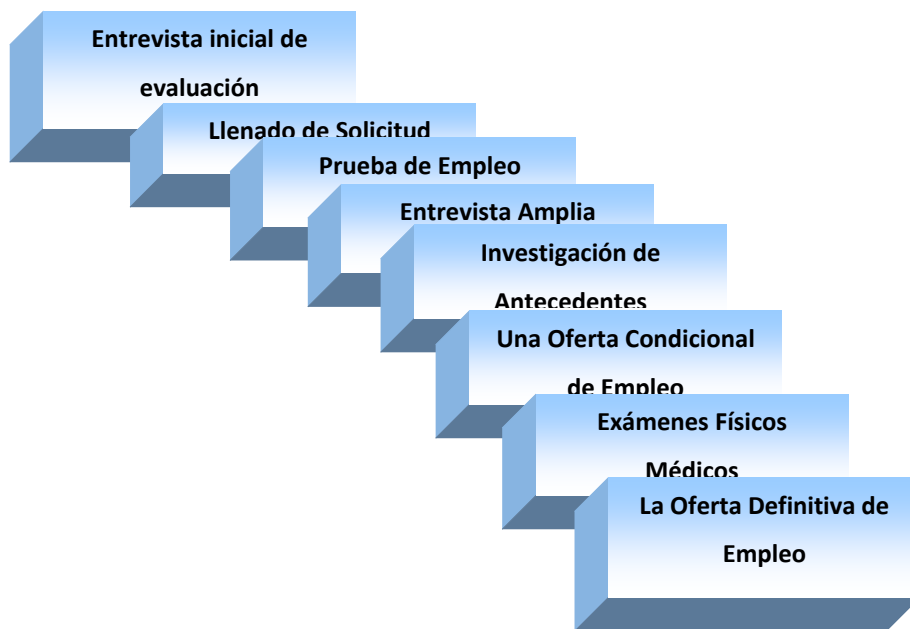 Entrevista inicial de
evaluación
Llenado de Solicitud
Prueba de Empleo
Entrevista Amplia
Investigación de
Antecedentes
Una Oferta Condicional
de Empleo
Exámenes Físicos
Médicos
La Oferta Definitiva de
Empleo